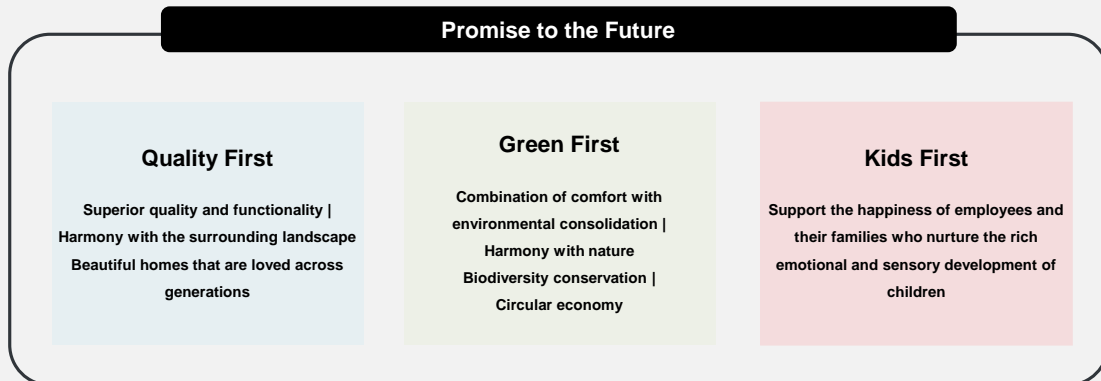 Promise to the Future
Quality First
Superior quality and functionality |
Harmony with the surrounding landscape
Beautiful homes that are loved across
generations
Green First
Combination of comfort with
environmental consolidation |
Harmony with nature
Biodiversity conservation |
Circular economy
Kids First
Support the happiness of employees and
their families who nurture the rich
emotional and sensory development of
children